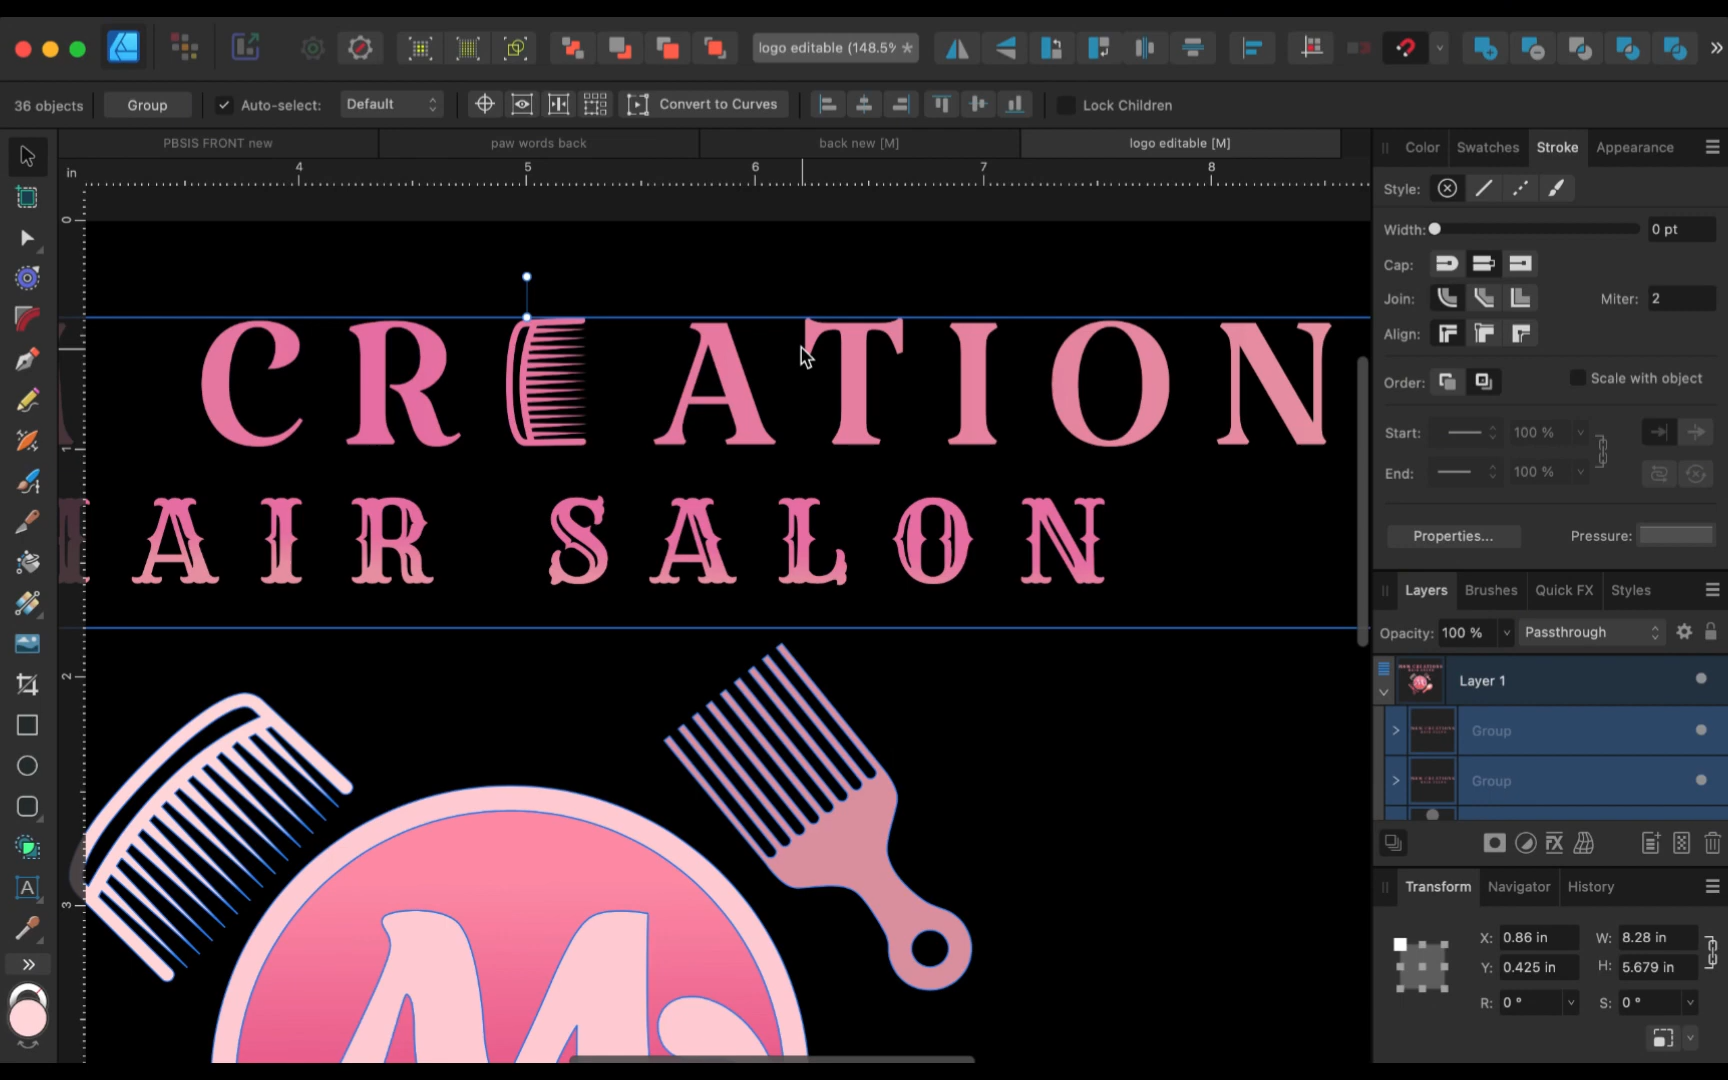 logo editable (148.5% *
36 objects
Group
Auto-select:
Default
Convert to Curves
Lock Children
PBSIS FRONT new
paw words back
back new [M]
logo editable [M]
in
4 5 6 7 8
0
1
2
3
CR ATION
AIR SALON
M
Color Swatches Stroke Appearance
Style:
Width: 0 pt
Cap:
Join: Miter: 2
Align:
Order: Scale with object
Start: 100 %
End: 100 %
Properties... Pressure:
Layers Brushes Quick FX Styles
Opacity: 100 % Passthrough
Layer 1
Group
Group
Transform Navigator History
X: 0.86 in W: 8.28 in
Y: 0.425 in H: 5.679 in
R: 0 ° S: 0 °